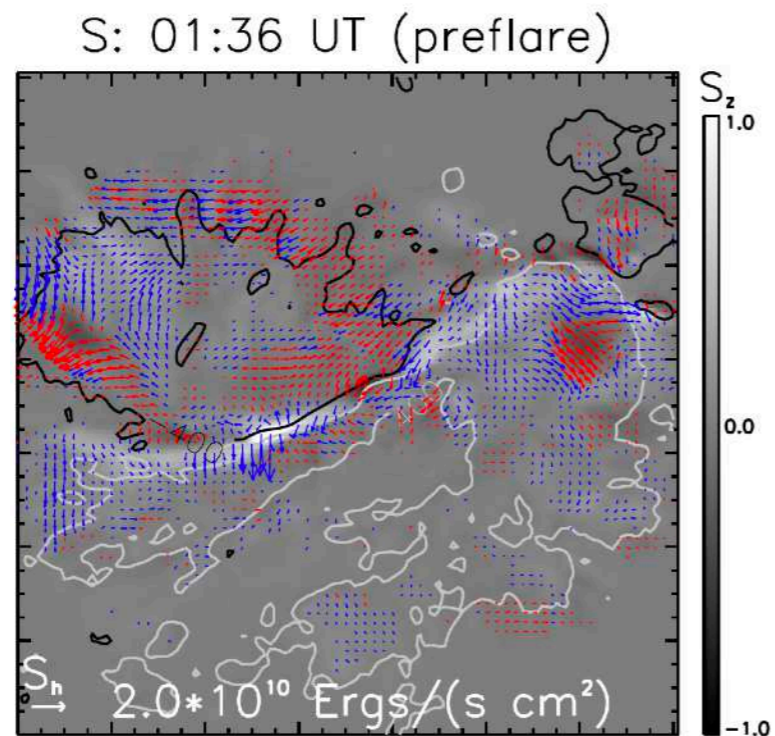 S: 01:36 UT (preflare)
S_z
1.0
0.0
-1.0
S_h
→ 2.0*10^10 Ergs/(s cm^2)